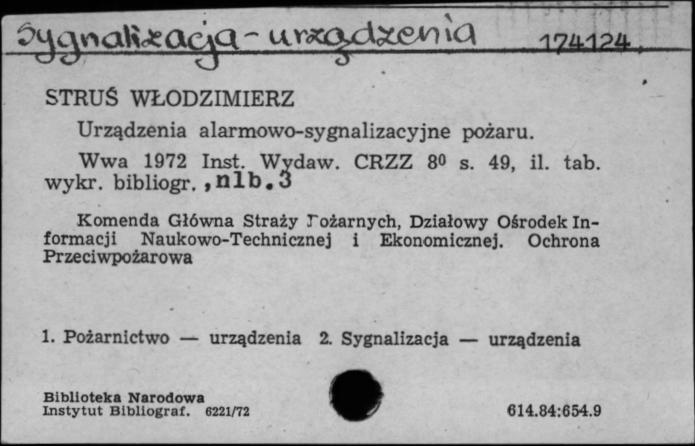 Sygnalizacja - urządzenia 174124
STRUŚ WŁODZIMIERZ
Urządzenia alarmowo-sygnalizacyjne pożaru.
Wwa 1972 Inst. Wydaw. CRZZ 8⁰ s. 49, il. tab.
wykr. bibliogr. , nlb. 3
Komenda Główna Straży Pożarnych, Działowy Ośrodek In-
formacji Naukowo-Technicznej i Ekonomicznej. Ochrona
Przeciwpożarowa
1. Pożarnictwo — urządzenia 2. Sygnalizacja — urządzenia
Biblioteka Narodowa
Instytut Bibliograf. 6221/72 614.84:654.9